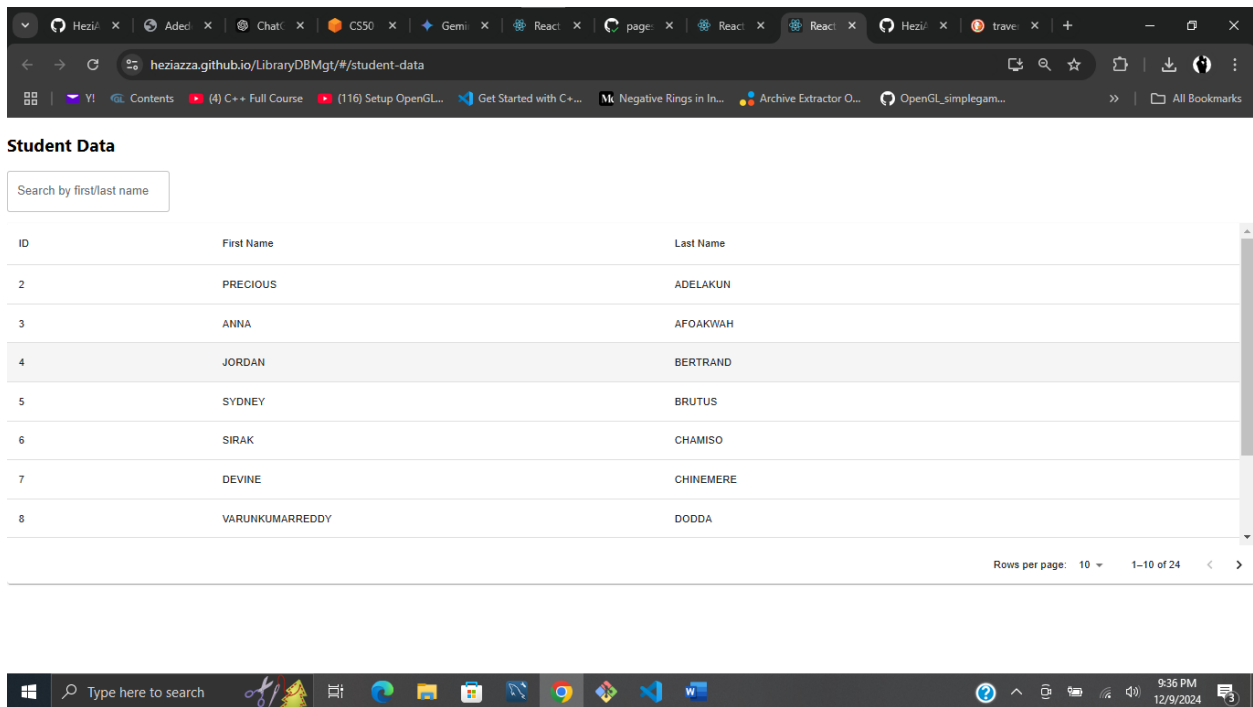 HeziA Aded ChatG CS50 Gemi React page: React React HeziA trave
heziazza.github.io/LibraryDBMgt/#/student-data
Y! Contents (4) C++ Full Course (116) Setup OpenGL... Get Started with C+... Negative Rings in In... Archive Extractor O... OpenGL_simplegam... » All Bookmarks
Student Data
Search by first/last name
ID First Name Last Name
2 PRECIOUS ADELAKUN
3 ANNA AFOAKWAH
4 JORDAN BERTRAND
5 SYDNEY BRUTUS
6 SIRAK CHAMISO
7 DEVINE CHINEMERE
8 VARUNKUMARREDDY DODDA
Rows per page: 10 1–10 of 24
Type here to search
9:36 PM
12/9/2024
3